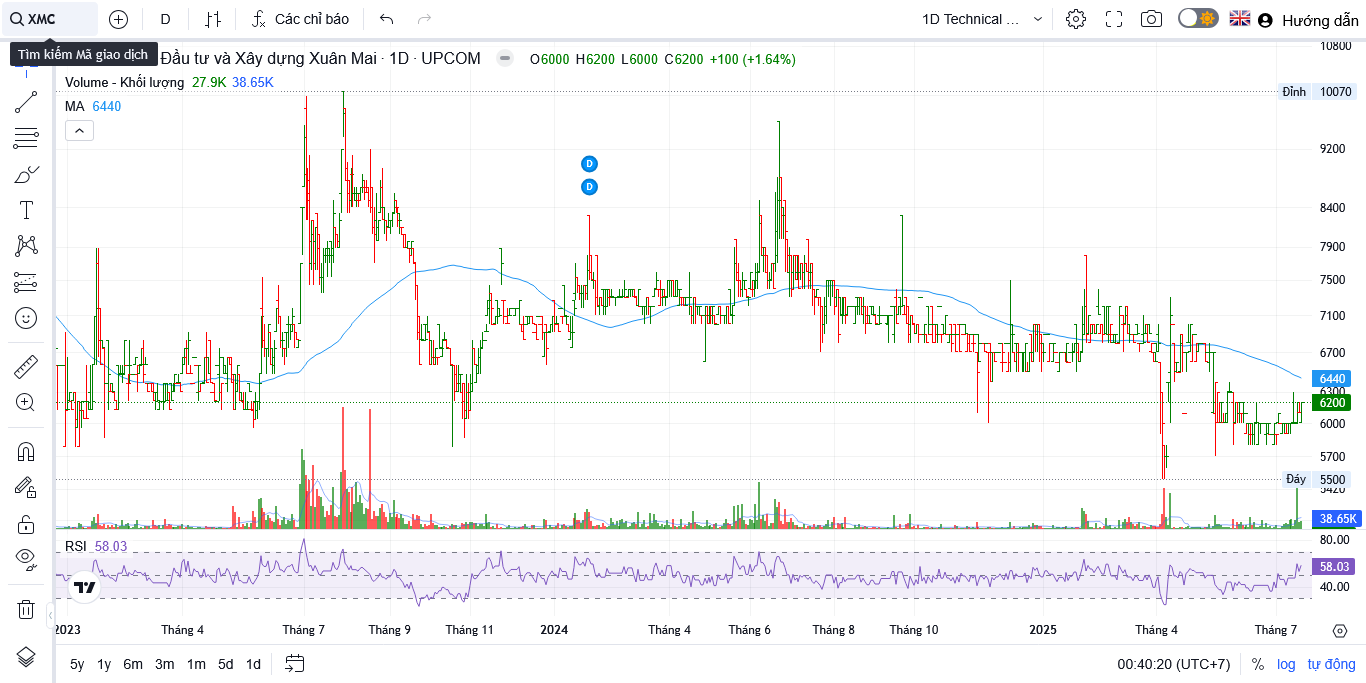 XMC
D
Các chỉ báo
1D Technical ...
Hướng dẫn
Tìm kiếm Mã giao dịch
Đầu tư và Xây dựng Xuân Mai · 1D · UPCOM
O6000 H6200 L6000 C6200 +100 (+1.64%)
Volume - Khối lượng 27.9K 38.65K
MA 6440
10800
Đỉnh 10070
9200
D
D
8400
7900
7500
7100
6700
6440
6300
6200
6000
5700
Đáy 5500
5420
38.65K
RSI 58.03
80.00
58.03
40.00
2023 Tháng 4 Tháng 7 Tháng 9 Tháng 11 2024 Tháng 4 Tháng 6 Tháng 8 Tháng 10 2025 Tháng 4 Tháng 7
5y 1y 6m 3m 1m 5d 1d
00:40:20 (UTC+7) % log tự động